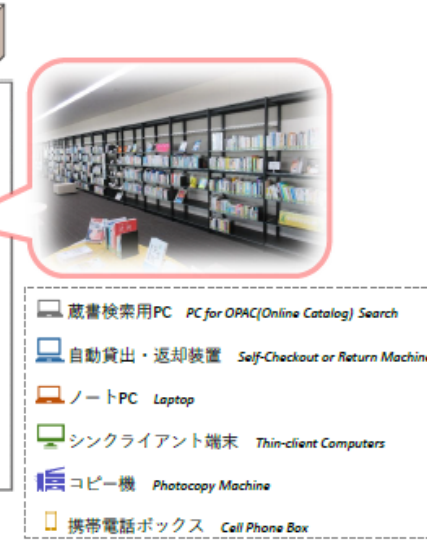 蔵書検索用PC PC for OPAC(Online Catalog) Search
自動貸出・返却装置 Self-Checkout or Return Machine
ノートPC Laptop
シンクライアント端末 Thin-client Computers
コピー機 Photocopy Machine
携帯電話ボックス Cell Phone Box